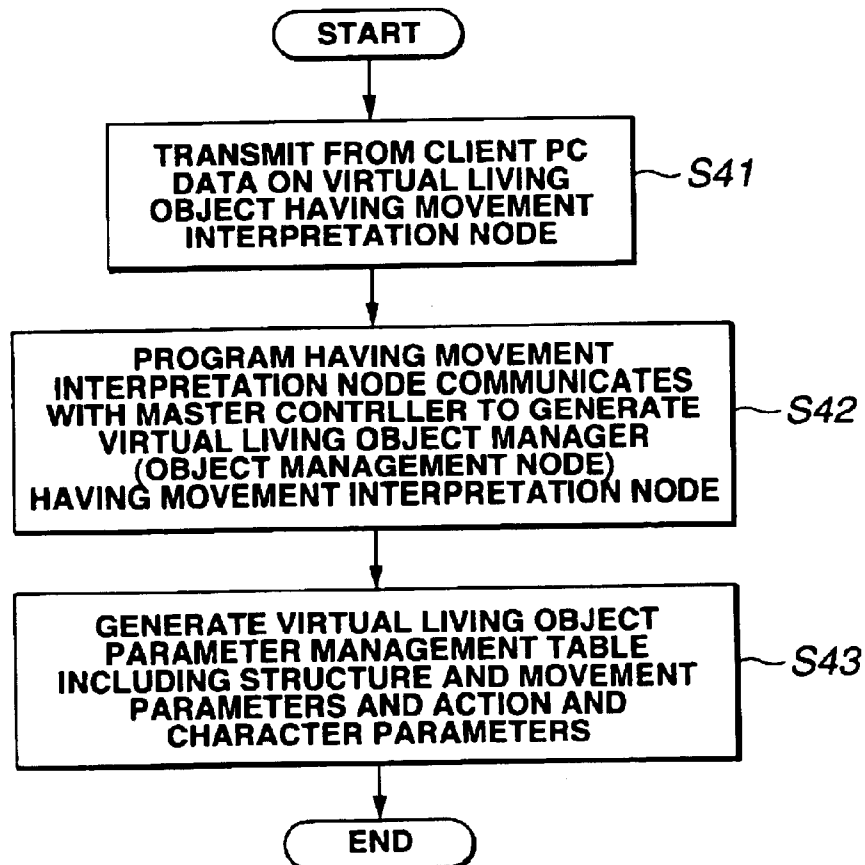 START
TRANSMIT FROM CLIENT PC
DATA ON VIRTUAL LIVING
OBJECT HAVING MOVEMENT
INTERPRETATION NODE
S41
PROGRAM HAVING MOVEMENT
INTERPRETATION NODE COMMUNICATES
WITH MASTER CONTRLLER TO GENERATE
VIRTUAL LIVING OBJECT MANAGER
(OBJECT MANAGEMENT NODE)
HAVING MOVEMENT INTERPRETATION NODE
S42
GENERATE VIRTUAL LIVING OBJECT
PARAMETER MANAGEMENT TABLE
INCLUDING STRUCTURE AND MOVEMENT
PARAMETERS AND ACTION AND
CHARACTER PARAMETERS
S43
END